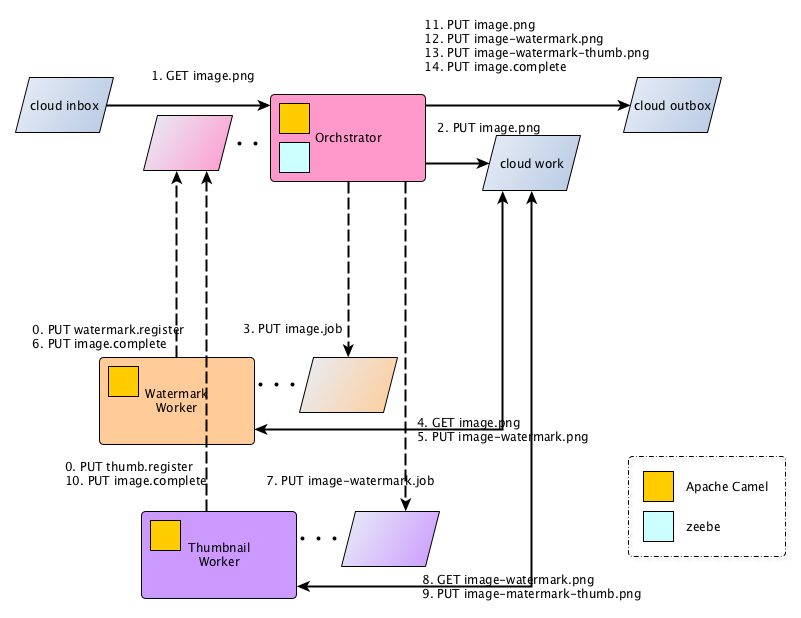 11. PUT image.png
12. PUT image-watermark.png
13. PUT image-watermark-thumb.png
14. PUT image.complete
1. GET image.png
cloud inbox
cloud outbox
Orchstrator
2. PUT image.png
cloud work
0. PUT watermark.register
6. PUT image.complete
3. PUT image.job
Watermark
Worker
4. GET image.png
5. PUT image-watermark.png
0. PUT thumb.register
10. PUT image.complete
7. PUT image-watermark.job
Apache Camel
zeebe
Thumbnail
Worker
8. GET image-watermark.png
9. PUT image-matermark-thumb.png